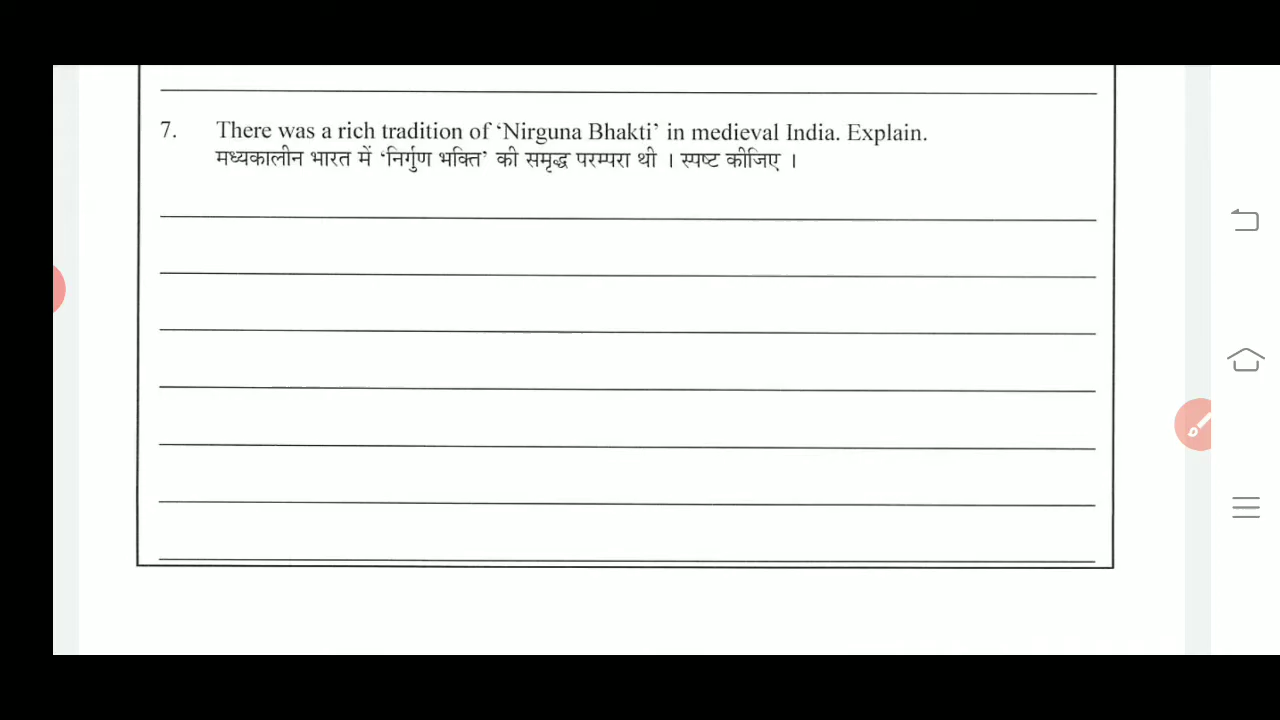 7. There was a rich tradition of ‘Nirguna Bhakti’ in medieval India. Explain.
मध्यकालीन भारत में ‘निर्गुण भक्ति’ की समृद्ध परम्परा थी । स्पष्ट कीजिए ।